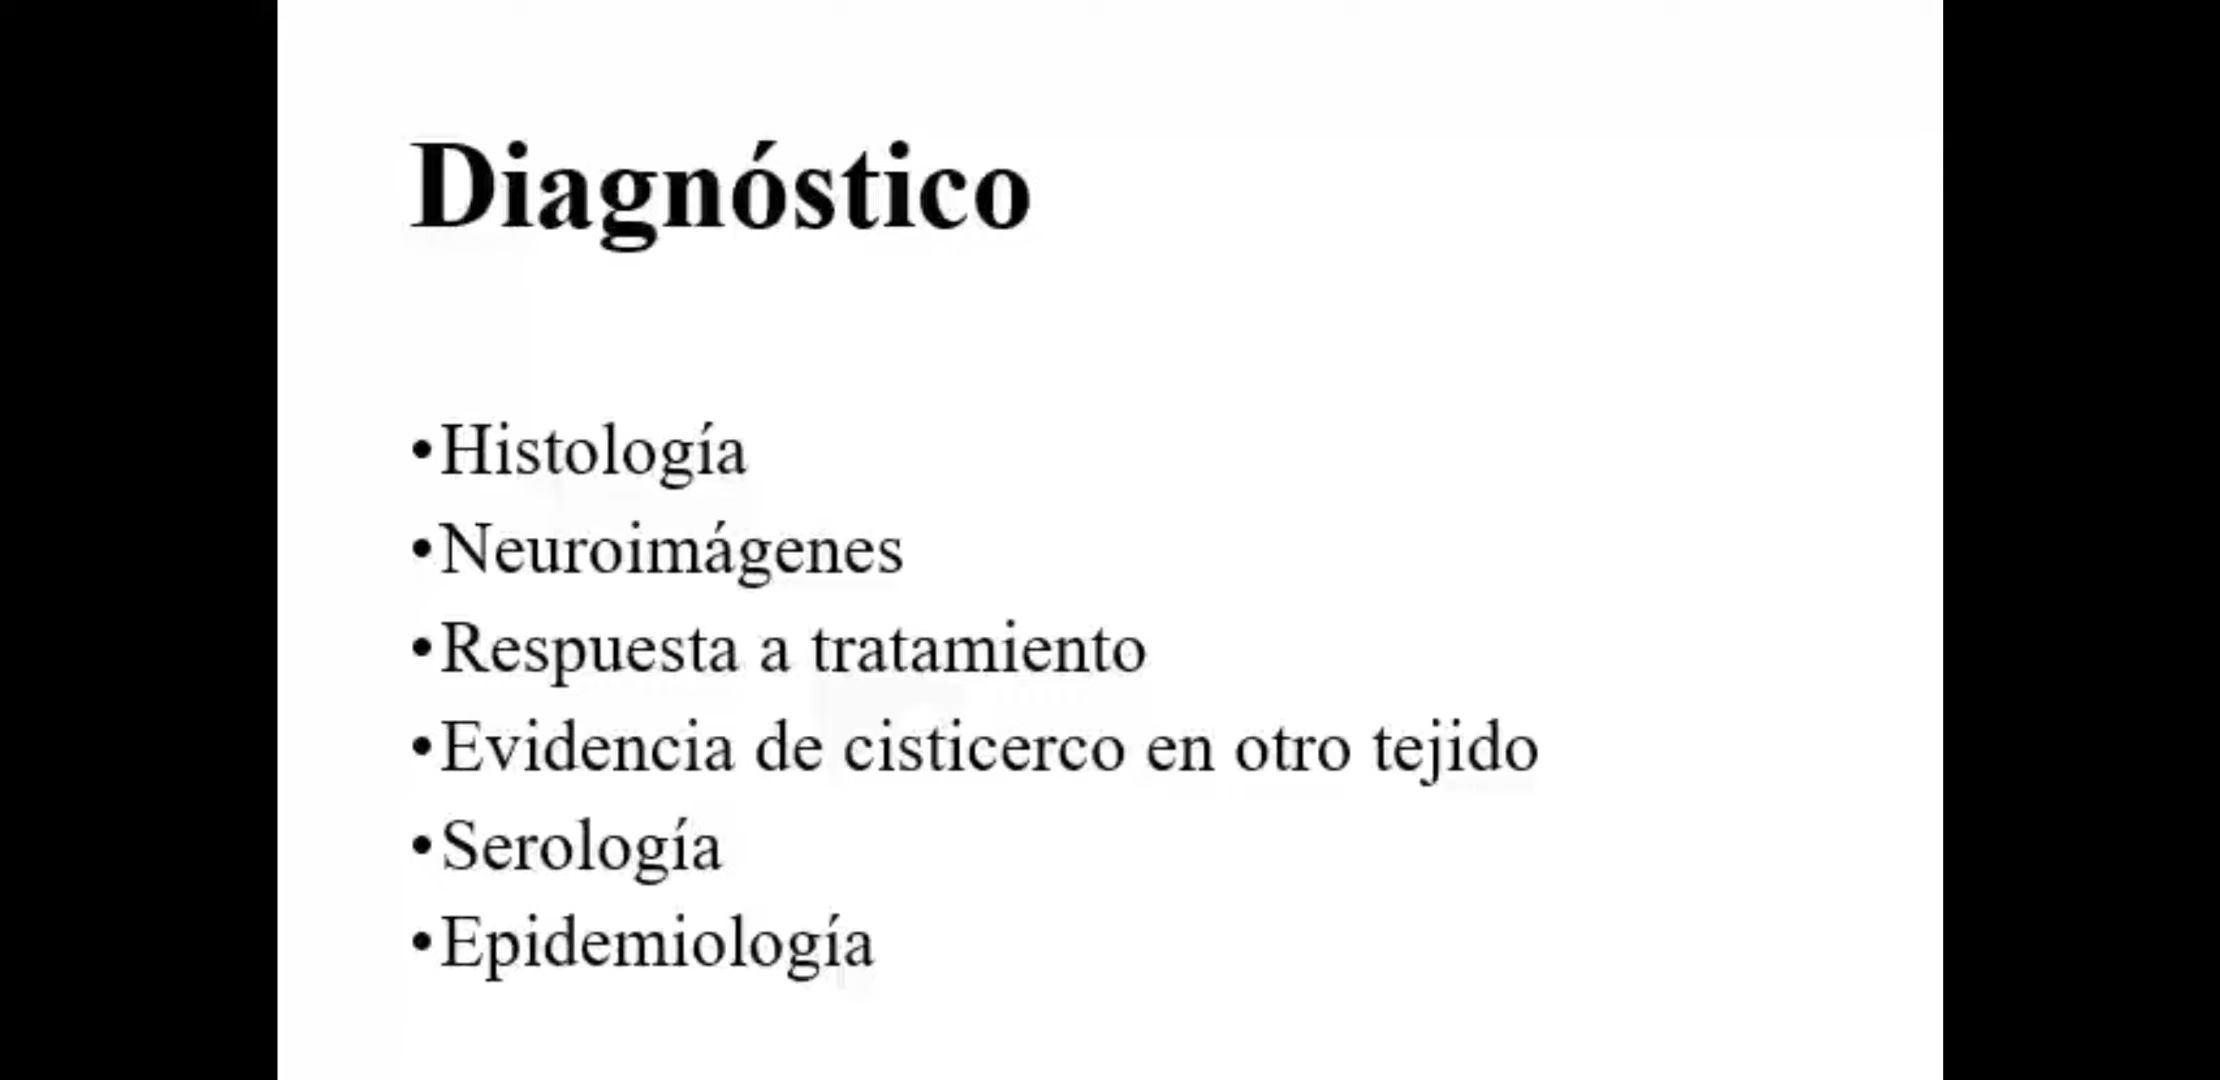 Diagnóstico
•Histología
•Neuroimágenes
•Respuesta a tratamiento
•Evidencia de cisticerco en otro tejido
•Serología
•Epidemiología